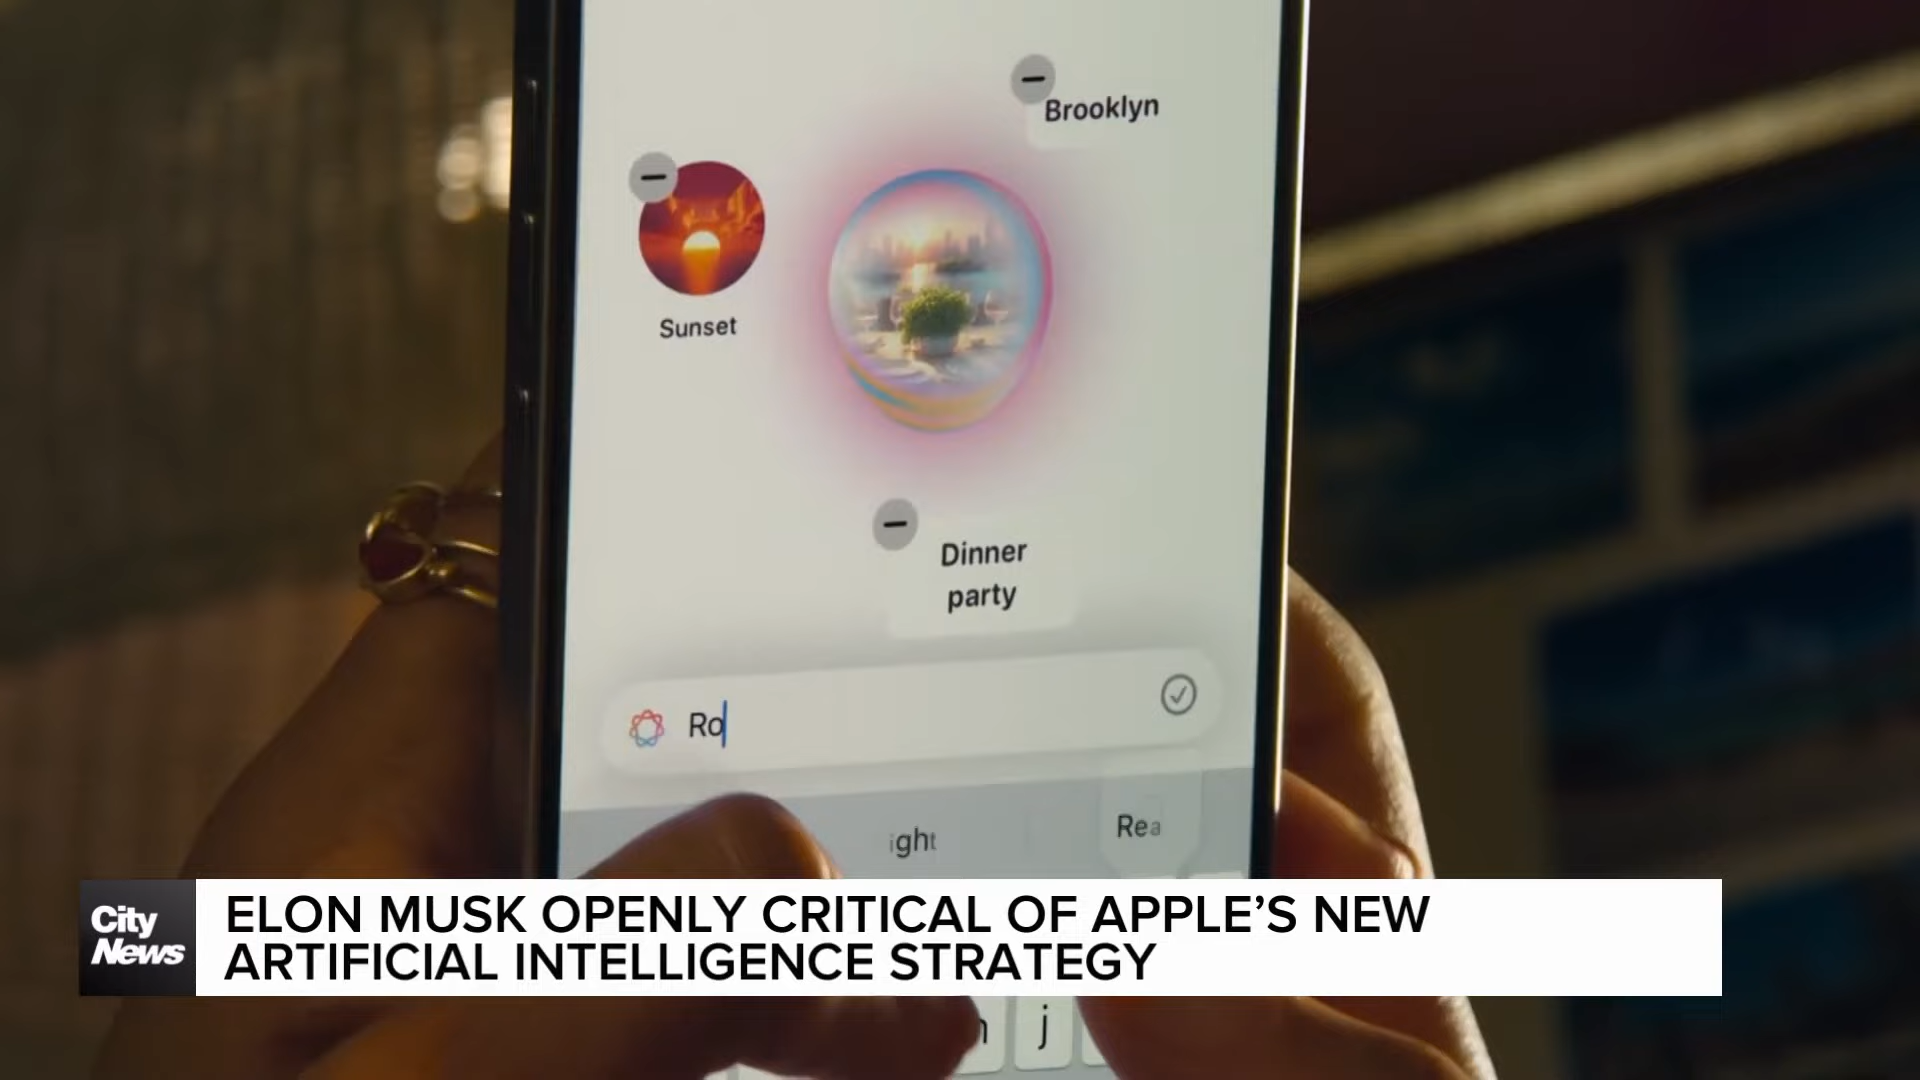 Brooklyn
Sunset
Dinner
party
Ro
ight
Rea
j
City
News
ELON MUSK OPENLY CRITICAL OF APPLE’S NEW
ARTIFICIAL INTELLIGENCE STRATEGY